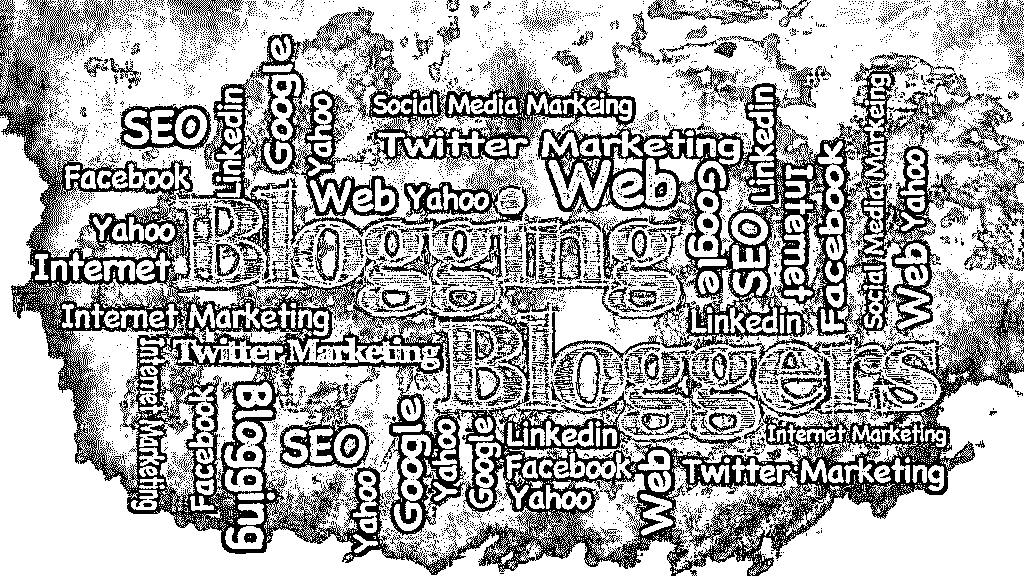 Google
Social Media Markeing
SEO
Linkedin
Yahoo
Linkedin
Social Media Markeing
Twitter Marketing
Facebook
Web
Yahoo
Web
Google
Internet
Facebook
Yahoo
Yahoo
Blogging
SEO
Web
Internet
Internet Marketing
Linkedin
Twitter Marketing
Bloggers
Internet Marketing
Facebook
Bloging
SEO
Google
Yahoo
Google
Linkedin
Internet Marketing
Facebook
Web
Twitter Marketing
Yahoo
Yahoo